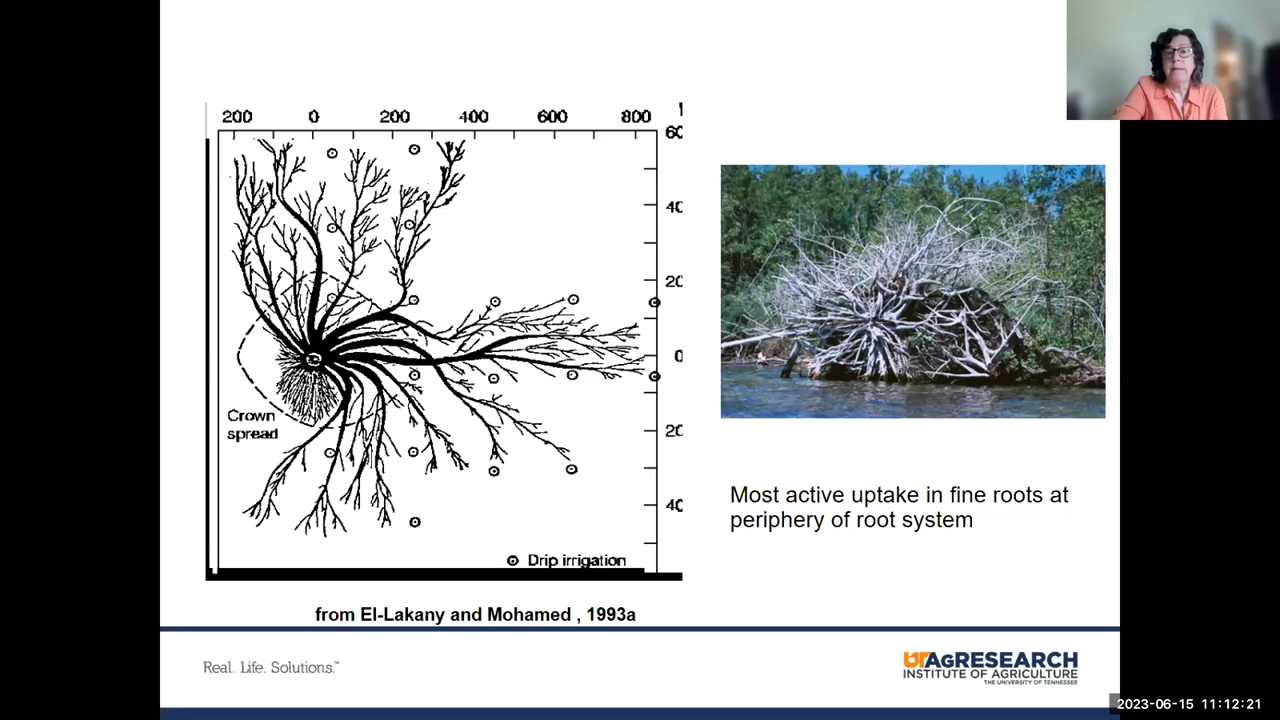 200 0 200 400 600 800
60
40
20
0
20
40
Crown
spread
Drip irrigation
from El-Lakany and Mohamed , 1993a
Most active uptake in fine roots at
periphery of root system
Real. Life. Solutions.™
UTAGRESEARCH
INSTITUTE OF AGRICULTURE
THE UNIVERSITY OF TENNESSEE
2023-06-15 11:12:21